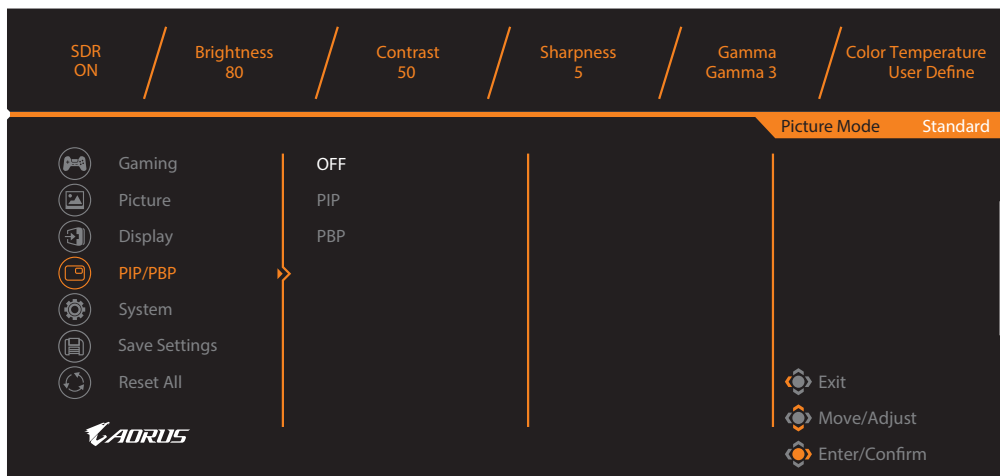 SDR
ON
Brightness
80
Contrast
50
Sharpness
5
Gamma
Gamma 3
Color Temperature
User Define
Picture Mode Standard
Gaming
Picture
Display
PIP/PBP
System
Save Settings
Reset All
OFF
PIP
PBP
Exit
Move/Adjust
Enter/Confirm
AORUS